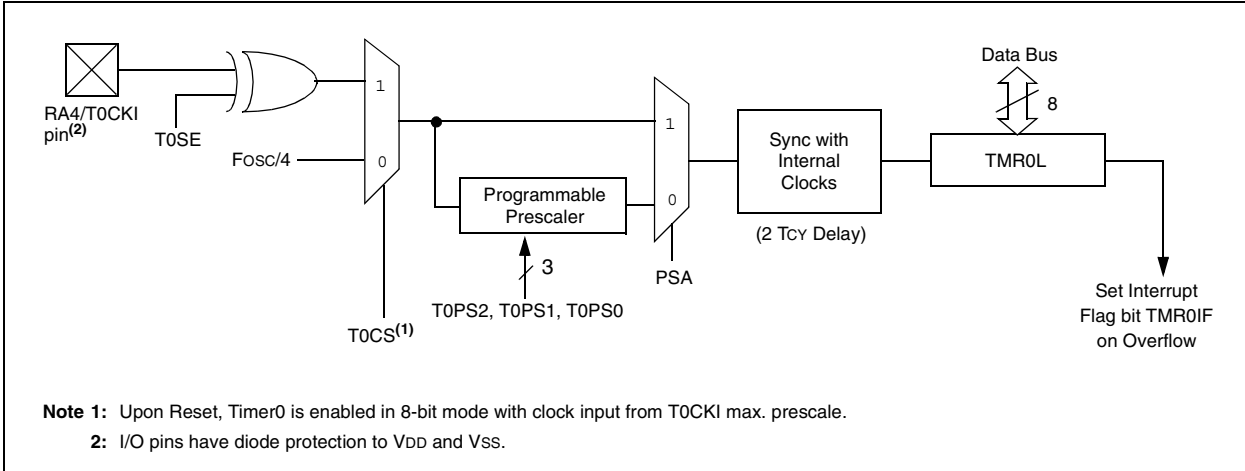 RA4/T0CKI
pin(2)
T0SE
FOSC/4
1
0
T0CS(1)
Programmable
Prescaler
3
T0PS2, T0PS1, T0PS0
1
0
PSA
Sync with
Internal
Clocks
(2 TCY Delay)
Data Bus
8
TMR0L
Set Interrupt
Flag bit TMR0IF
on Overflow
Note 1: Upon Reset, Timer0 is enabled in 8-bit mode with clock input from T0CKI max. prescale.
2: I/O pins have diode protection to VDD and VSS.